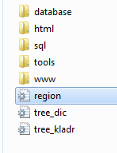 database
html
sql
tools
www
region
tree_dic
tree_kladr